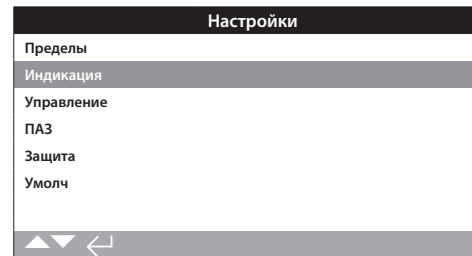 Настройки
Пределы
Индикация
Управление
ПАЗ
Защита
Умолч